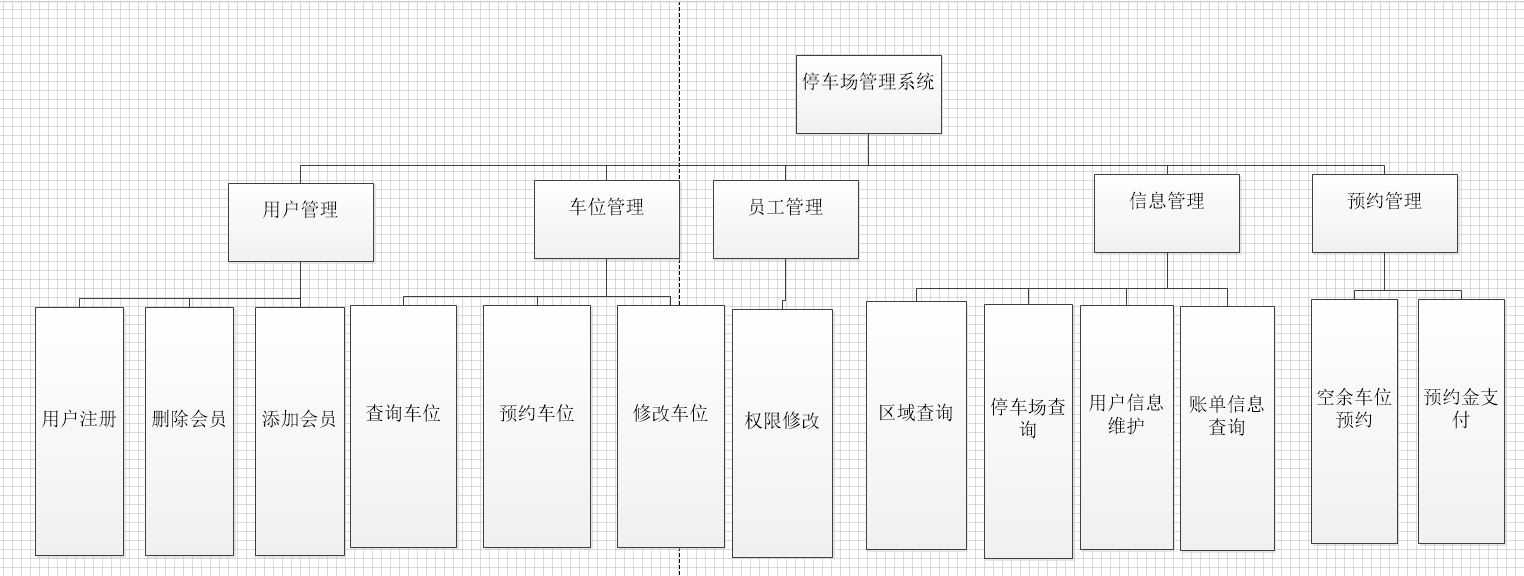 停车场管理系统
用户管理
车位管理
员工管理
信息管理
预约管理
用户注册
删除会员
添加会员
查询车位
预约车位
修改车位
权限修改
区域查询
停车场查
询
用户信息
维护
账单信息
查询
空余车位
预约
预约金支
付